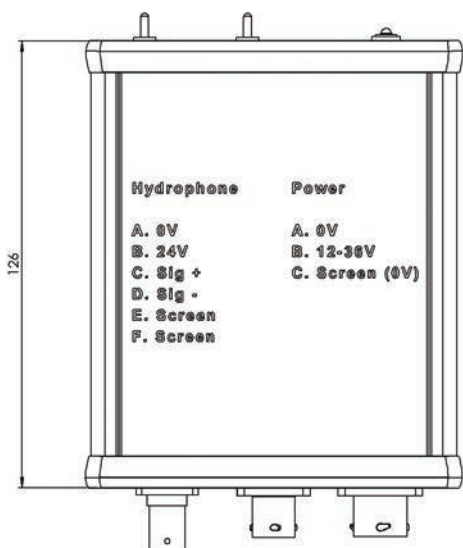 126
Hydrophone
A. 0V
B. 24V
C. Sig +
D. Sig -
E. Screen
F. Screen
Power
A. 0V
B. 12-36V
C. Screen (0V)